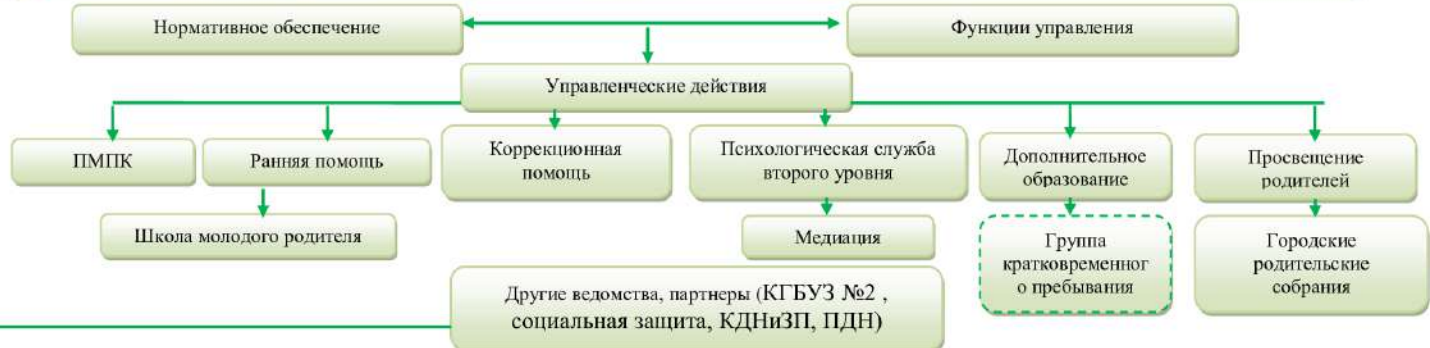 Нормативное обеспечение
Функции управления
Управленческие действия
ПМПК
Ранняя помощь
Коррекционная
помощь
Психологическая служба
второго уровня
Дополнительное
образование
Просвещение
родителей
Школа молодого родителя
Медиация
Группа
кратковременног
о пребывания
Городские
родительские
собрания
Другие ведомства, партнеры (КГБУЗ №2 ,
социальная защита, КДНиЗП, ПДН)